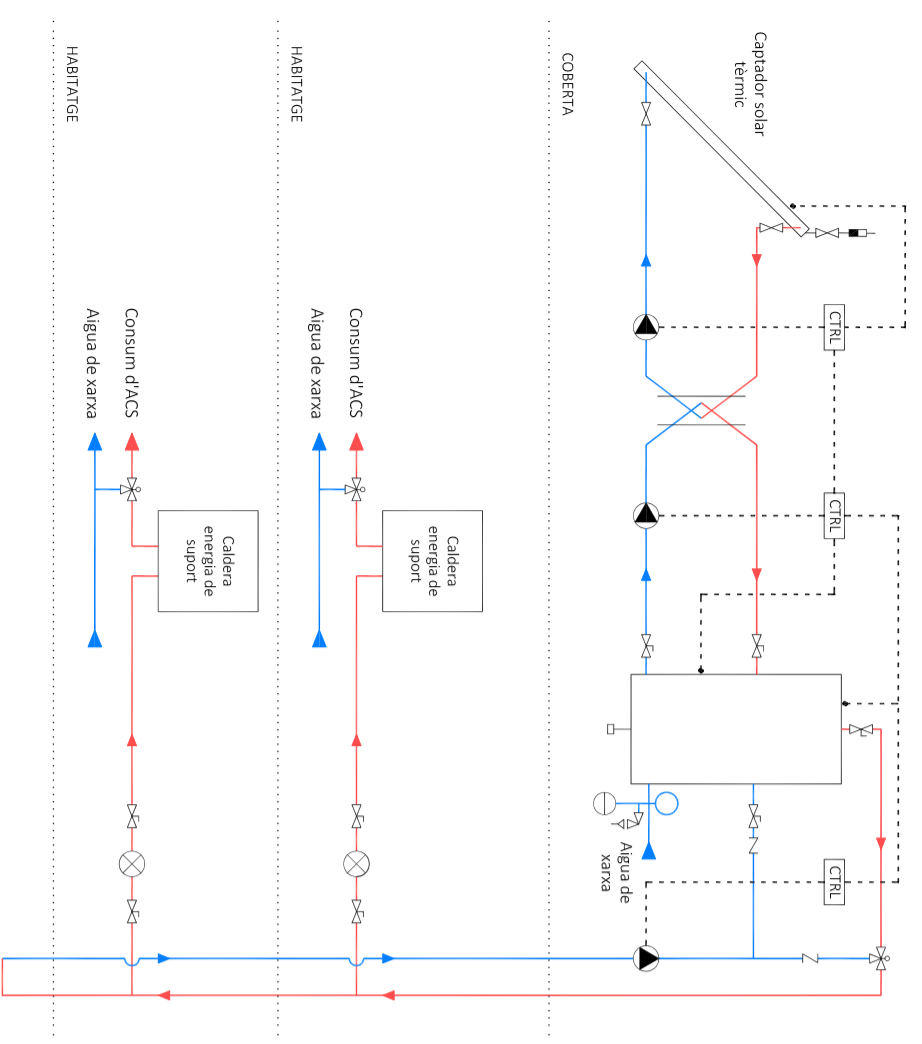 Captador solar
tèrmic
COBERTA
CTRL
CTRL
CTRL
Aigua de
xarxa
HABITATGE
Consum d'ACS
Aigua de xarxa
Caldera
energia de
suport
HABITATGE
Consum d'ACS
Aigua de xarxa
Caldera
energia de
suport